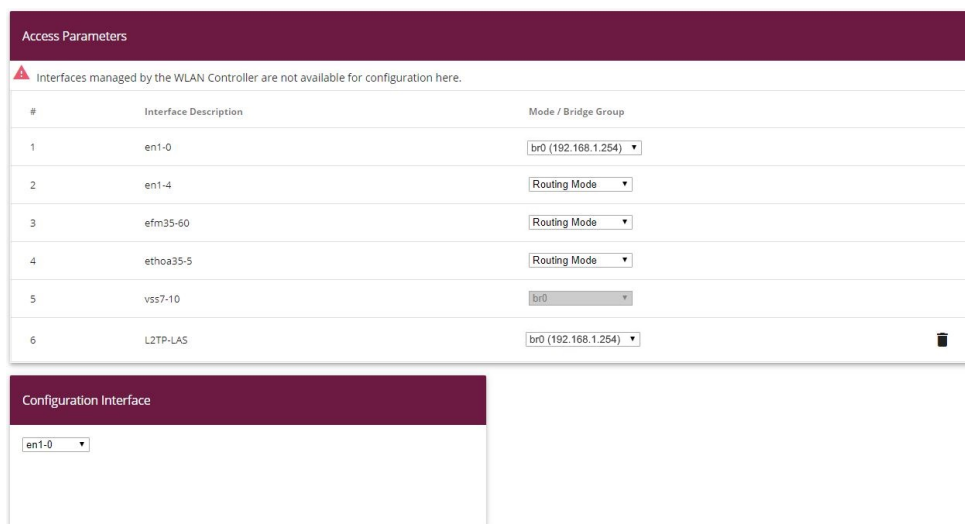 Access Parameters
Interfaces managed by the WLAN Controller are not available for configuration here.
# Interface Description Mode / Bridge Group
1 en1-0 br0 (192.168.1.254)
2 en1-4 Routing Mode
3 efm35-60 Routing Mode
4 ethoa35-5 Routing Mode
5 vss7-10 br0
6 L2TP-LAS br0 (192.168.1.254)
Configuration Interface
en1-0